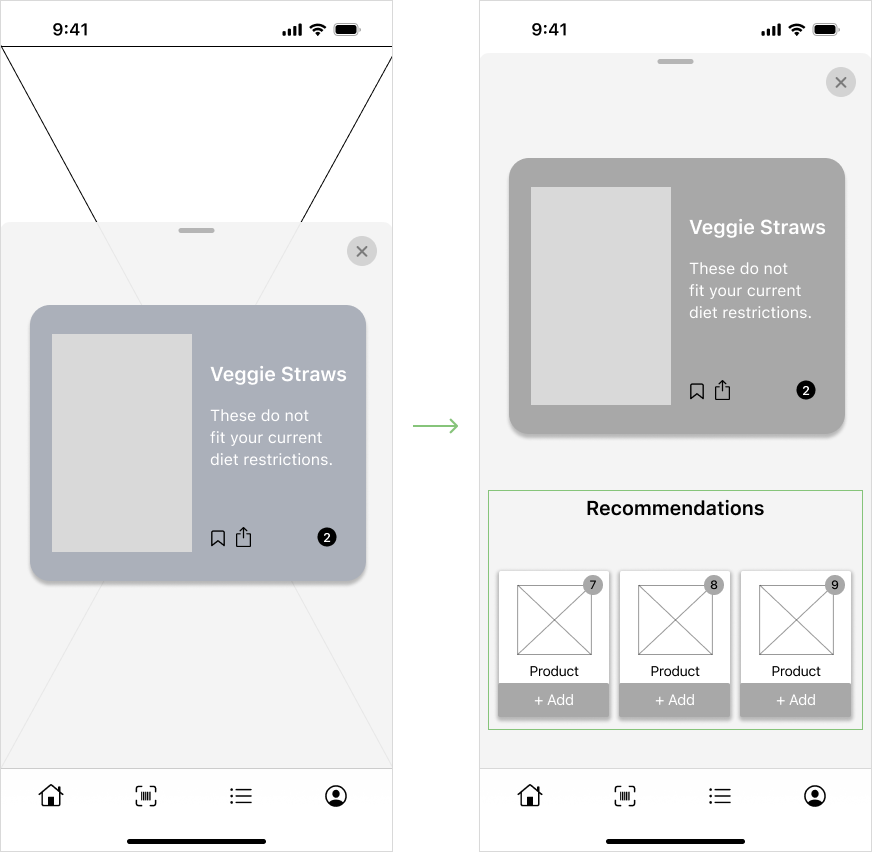 9:41
Veggie Straws
These do not
fit your current
diet restrictions.
2
9:41
Veggie Straws
These do not
fit your current
diet restrictions.
2
Recommendations
7
8
9
Product
Product
Product
+ Add
+ Add
+ Add